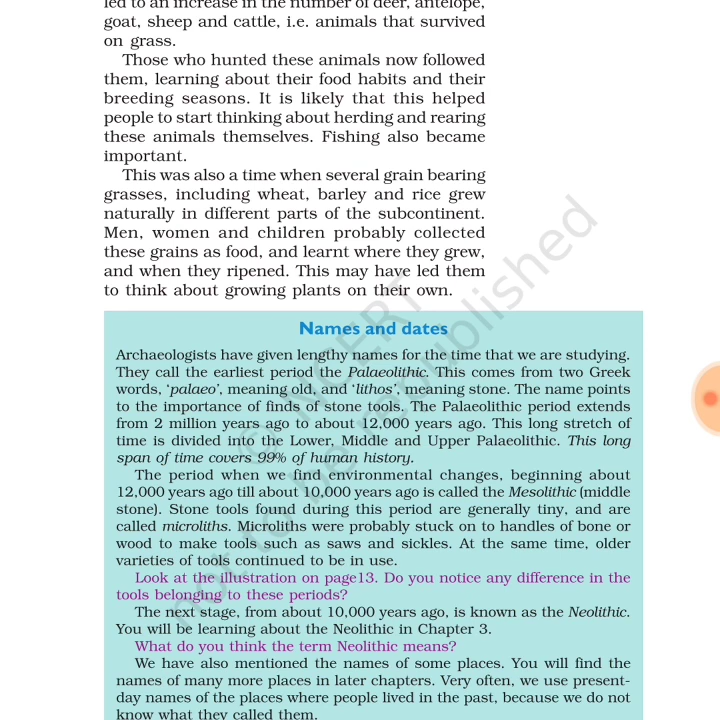 led to an increase in the number of deer, antelope,
goat, sheep and cattle, i.e. animals that survived
on grass.
Those who hunted these animals now followed
them, learning about their food habits and their
breeding seasons. It is likely that this helped
people to start thinking about herding and rearing
these animals themselves. Fishing also became
important.
This was also a time when several grain bearing
grasses, including wheat, barley and rice grew
naturally in different parts of the subcontinent.
Men, women and children probably collected
these grains as food, and learnt where they grew,
and when they ripened. This may have led them
to think about growing plants on their own.
Names and dates
Archaeologists have given lengthy names for the time that we are studying.
They call the earliest period the Palaeolithic. This comes from two Greek
words, ‘palaeo’, meaning old, and ‘lithos’, meaning stone. The name points
to the importance of finds of stone tools. The Palaeolithic period extends
from 2 million years ago to about 12,000 years ago. This long stretch of
time is divided into the Lower, Middle and Upper Palaeolithic. This long
span of time covers 99% of human history.
The period when we find environmental changes, beginning about
12,000 years ago till about 10,000 years ago is called the Mesolithic (middle
stone). Stone tools found during this period are generally tiny, and are
called microliths. Microliths were probably stuck on to handles of bone or
wood to make tools such as saws and sickles. At the same time, older
varieties of tools continued to be in use.
Look at the illustration on page13. Do you notice any difference in the
tools belonging to these periods?
The next stage, from about 10,000 years ago, is known as the Neolithic.
You will be learning about the Neolithic in Chapter 3.
What do you think the term Neolithic means?
We have also mentioned the names of some places. You will find the
names of many more places in later chapters. Very often, we use present-
day names of the places where people lived in the past, because we do not
know what they called them.
© NCERT
not to be republished